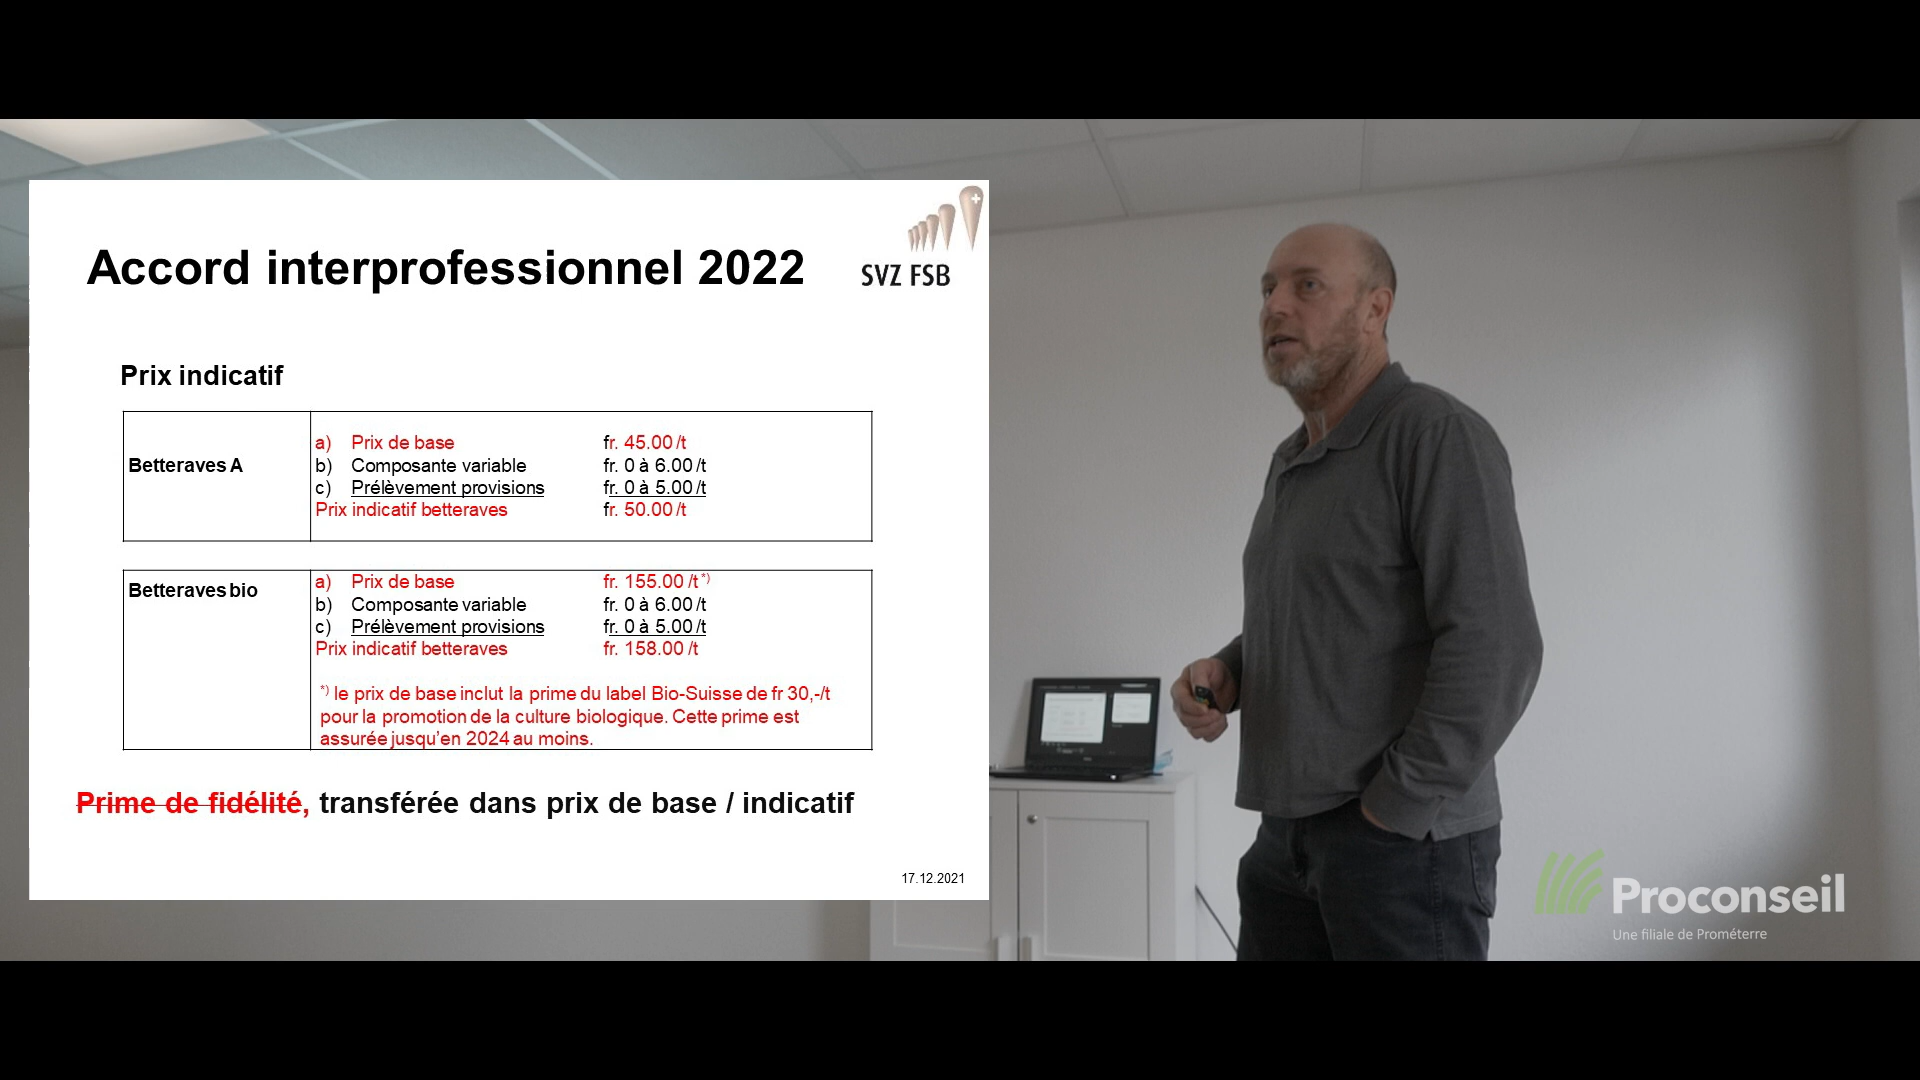 SVZ FSB
Accord interprofessionnel 2022
Prix indicatif
Betteraves A
a) Prix de base fr. 45.00 /t
b) Composante variable fr. 0 à 6.00 /t
c) Prélèvement provisions fr. 0 à 5.00 /t
Prix indicatif betteraves fr. 50.00 /t
Betteraves bio
a) Prix de base fr. 155.00 /t *)
b) Composante variable fr. 0 à 6.00 /t
c) Prélèvement provisions fr. 0 à 5.00 /t
Prix indicatif betteraves fr. 158.00 /t
*) le prix de base inclut la prime du label Bio-Suisse de fr 30,-/t
pour la promotion de la culture biologique. Cette prime est
assurée jusqu’en 2024 au moins.
Prime de fidélité, transférée dans prix de base / indicatif
17.12.2021
Proconseil
Une filiale de Prométerre